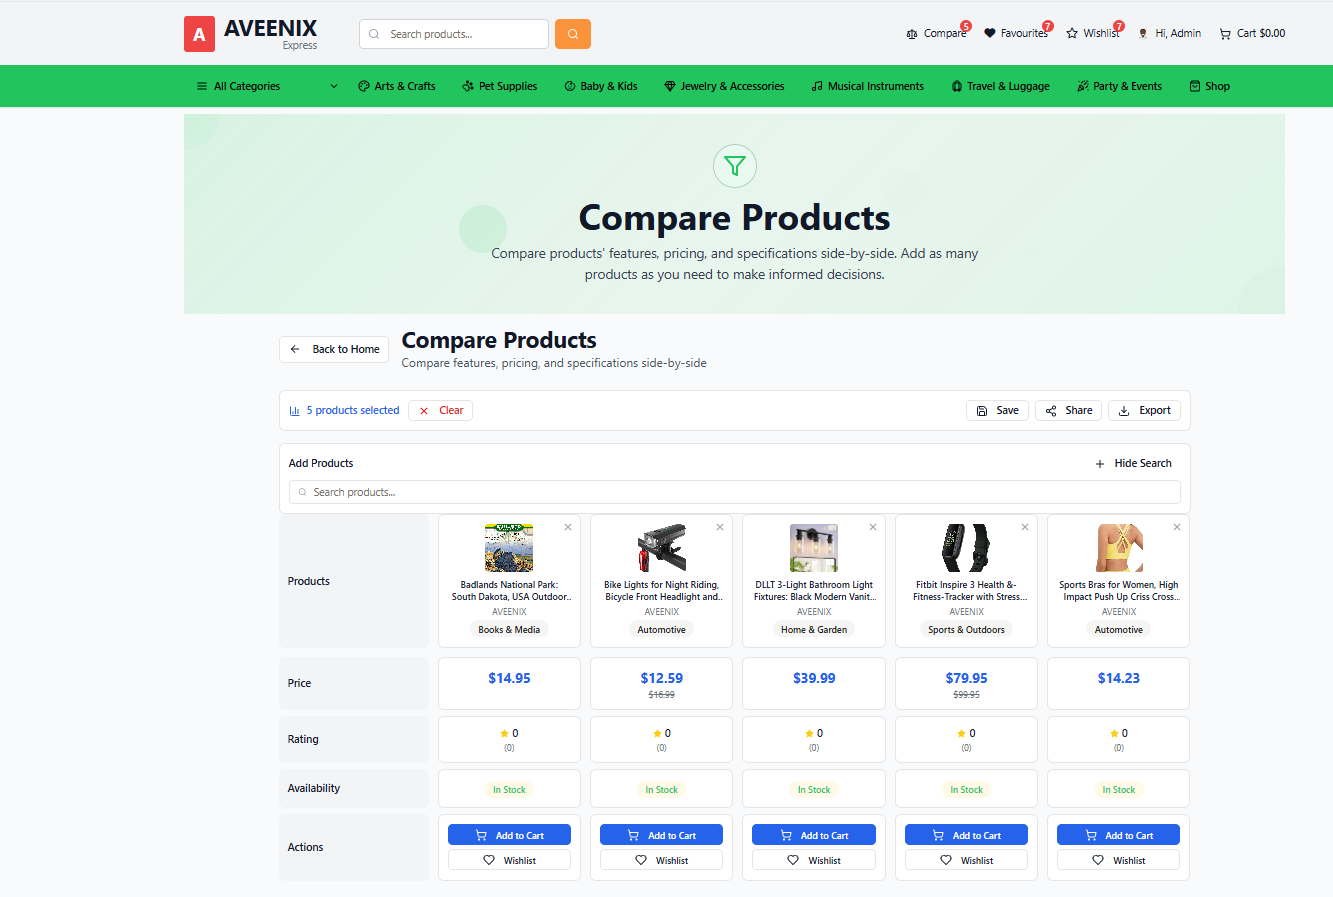 A
AVEENIX
Express
Search products...
Compare
5
Favourites
7
Wishlist
7
Hi, Admin
Cart $0.00
All Categories
Arts & Crafts
Pet Supplies
Baby & Kids
Jewelry & Accessories
Musical Instruments
Travel & Luggage
Party & Events
Shop
Compare Products
Compare products' features, pricing, and specifications side-by-side. Add as many
products as you need to make informed decisions.
Back to Home
Compare Products
Compare features, pricing, and specifications side-by-side
5 products selected
Clear
Save
Share
Export
Add Products
Hide Search
Search products...
Products
Badlands National Park:
South Dakota, USA Outdoor...
AVEENIX
Books & Media
Bike Lights for Night Riding,
Bicycle Front Headlight and...
AVEENIX
Automotive
DLLT 3-Light Bathroom Light
Fixtures: Black Modern Vanit...
AVEENIX
Home & Garden
Fitbit Inspire 3 Health &-
Fitness-Tracker with Stress...
AVEENIX
Sports & Outdoors
Sports Bras for Women, High
Impact Push Up Criss Cross...
AVEENIX
Automotive
Price
$14.95
$12.59
$16.99
$39.99
$79.95
$99.95
$14.23
Rating
0
(0)
0
(0)
0
(0)
0
(0)
0
(0)
Availability
In Stock
In Stock
In Stock
In Stock
In Stock
Actions
Add to Cart
Wishlist
Add to Cart
Wishlist
Add to Cart
Wishlist
Add to Cart
Wishlist
Add to Cart
Wishlist